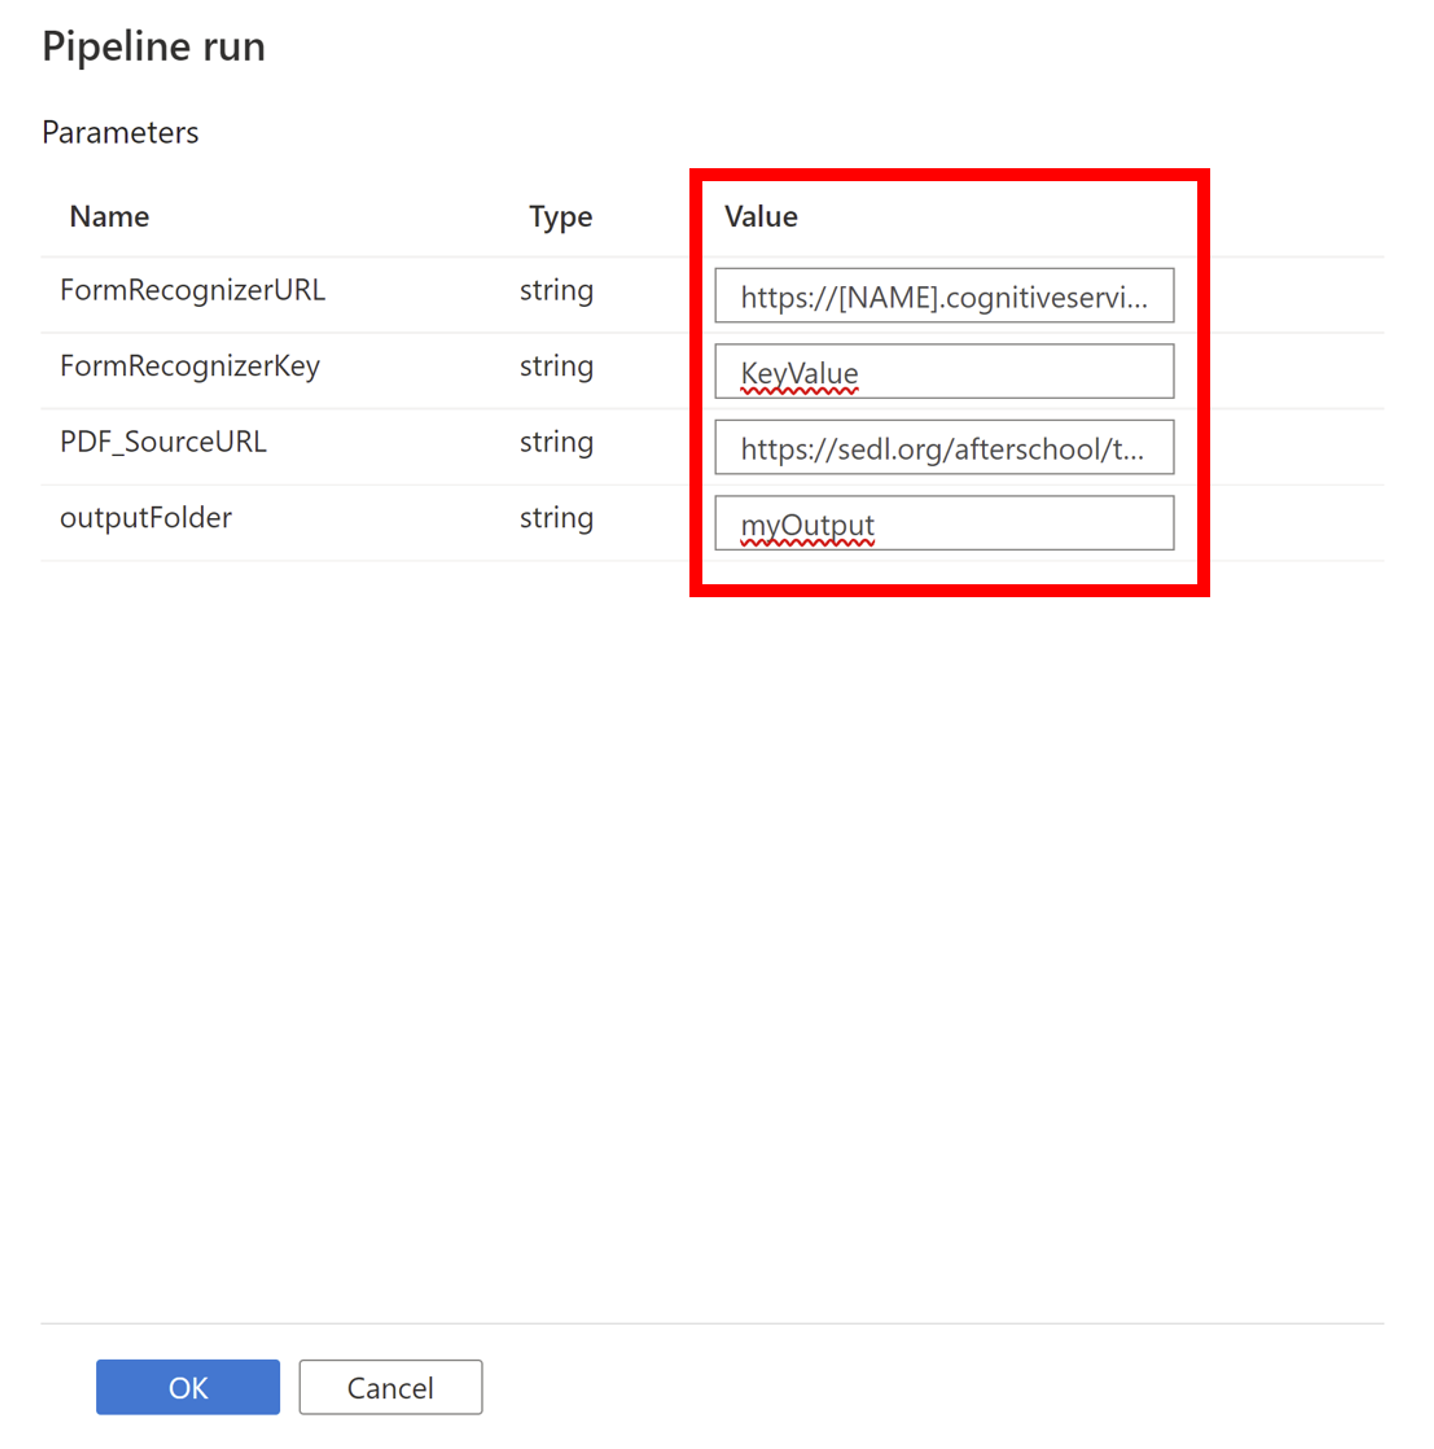 Pipeline run
Parameters
Name Type Value
FormRecognizerURL string https://[NAME].cognitiveservi...
FormRecognizerKey string KeyValue
PDF_SourceURL string https://sedl.org/afterschool/t...
outputFolder string myOutput
OK Cancel